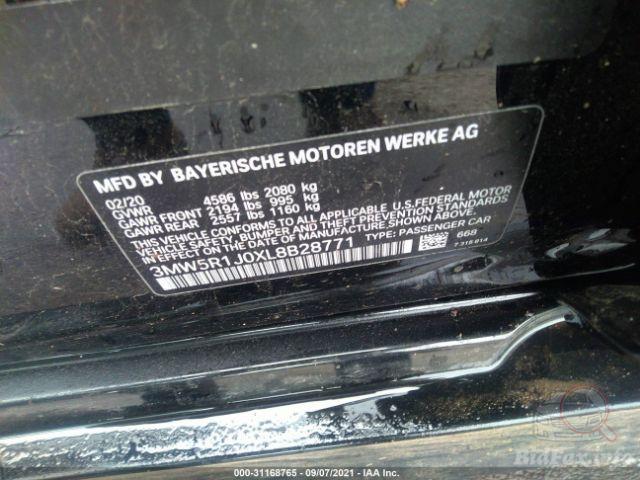 MFD BY BAYERISCHE MOTOREN WERKE AG
02/20
GVWR 4586 lbs 2080 kg
GAWR FRONT 2194 lbs 995 kg
GAWR REAR 2557 lbs 1160 kg
THIS VEHICLE CONFORMS TO ALL APPLICABLE U.S.FEDERAL MOTOR
VEHICLE SAFETY, BUMPER AND THEFT PREVENTION STANDARDS
IN EFFECT ON THE DATE OF MANUFACTURE, SHOWN ABOVE.
3MW5R1J0XL8B28771 TYPE: PASSENGER CAR
668
7 315 614
BidFax.info
000-31168765 - 09/07/2021 - IAA Inc.